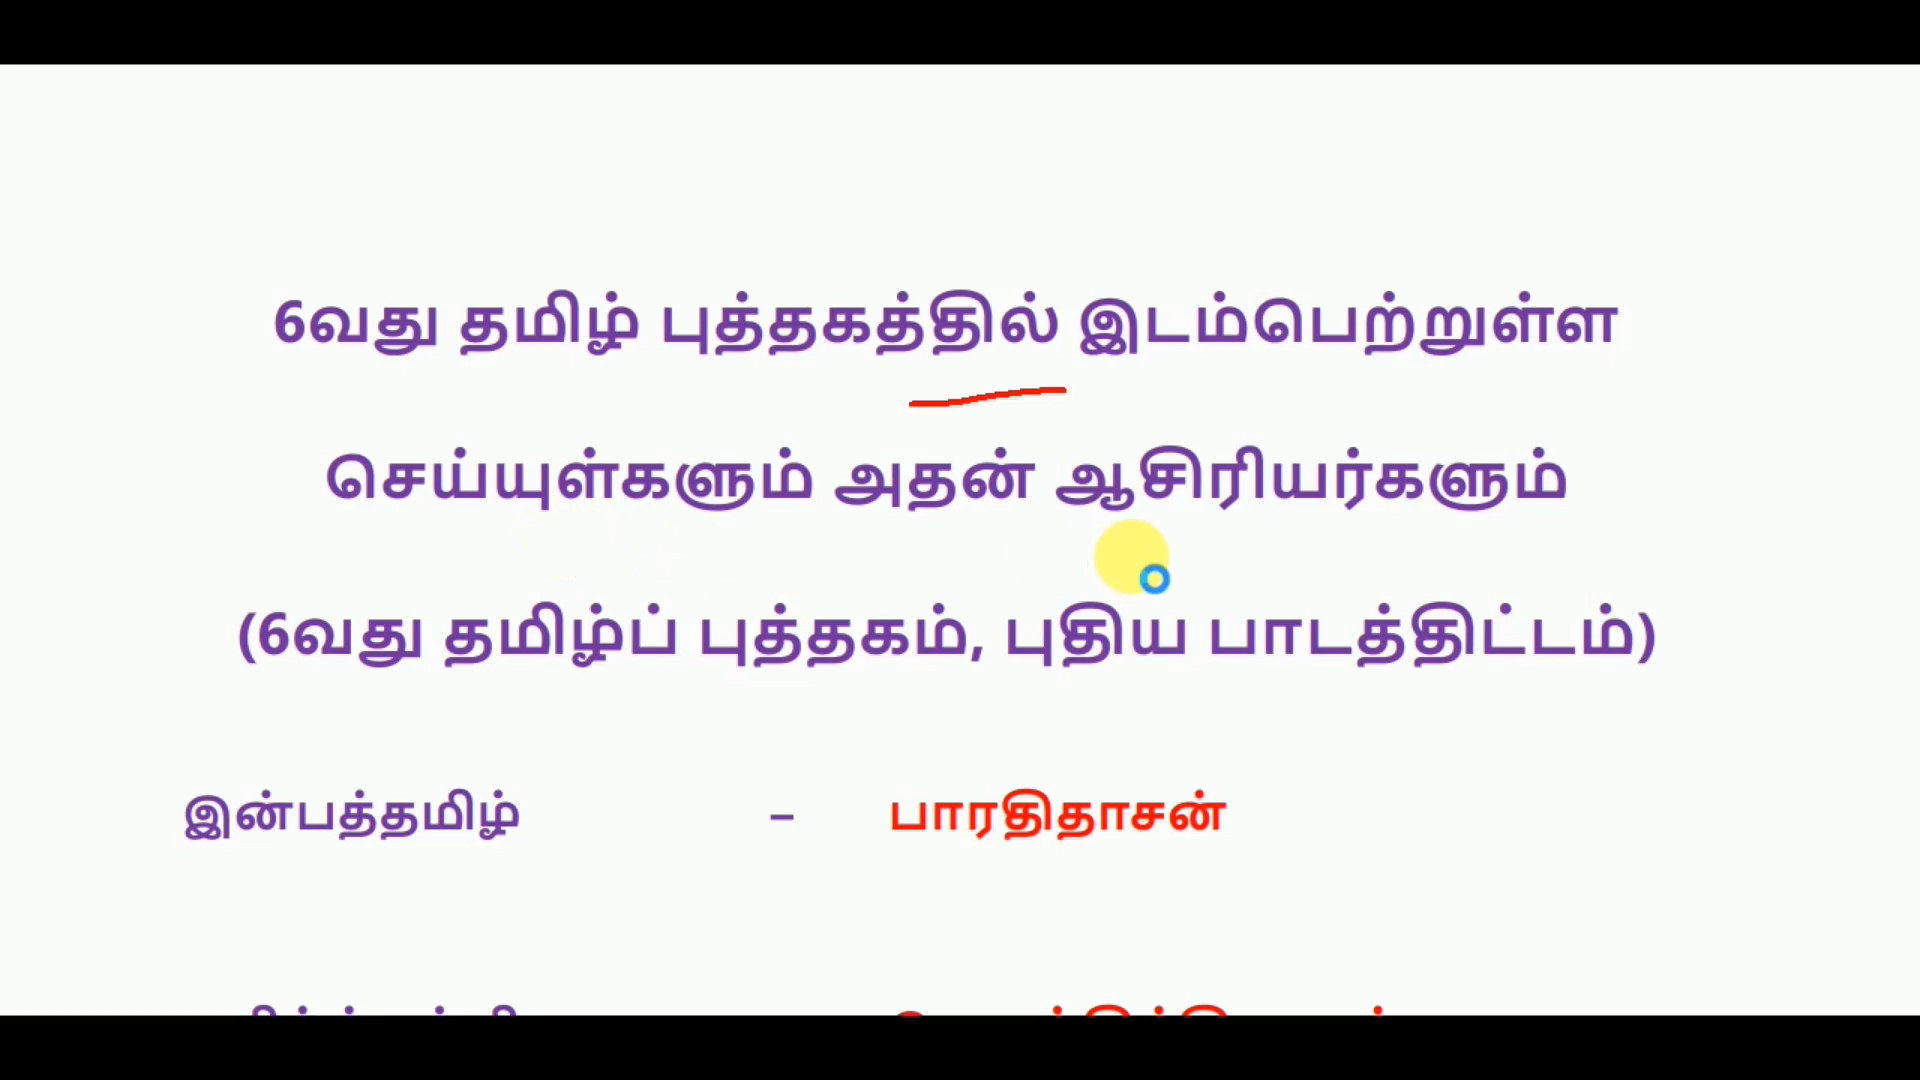 6வது தமிழ் புத்தகத்தில் இடம்பெற்றுள்ள
செய்யுள்களும் அதன் ஆசிரியர்களும்
(6வது தமிழ்ப் புத்தகம், புதிய பாடத்திட்டம்)
இன்பத்தமிழ் – பாரதிதாசன்